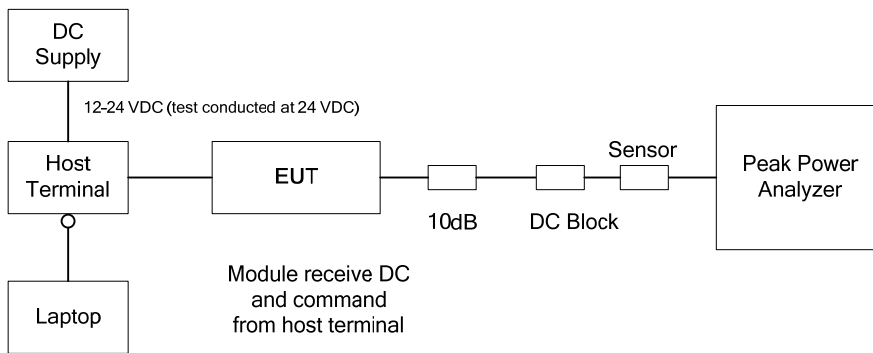 DC
Supply
12-24 VDC (test conducted at 24 VDC)
Host
Terminal
EUT
10dB
DC Block
Sensor
Peak Power
Analyzer
Module receive DC
and command
from host terminal
Laptop